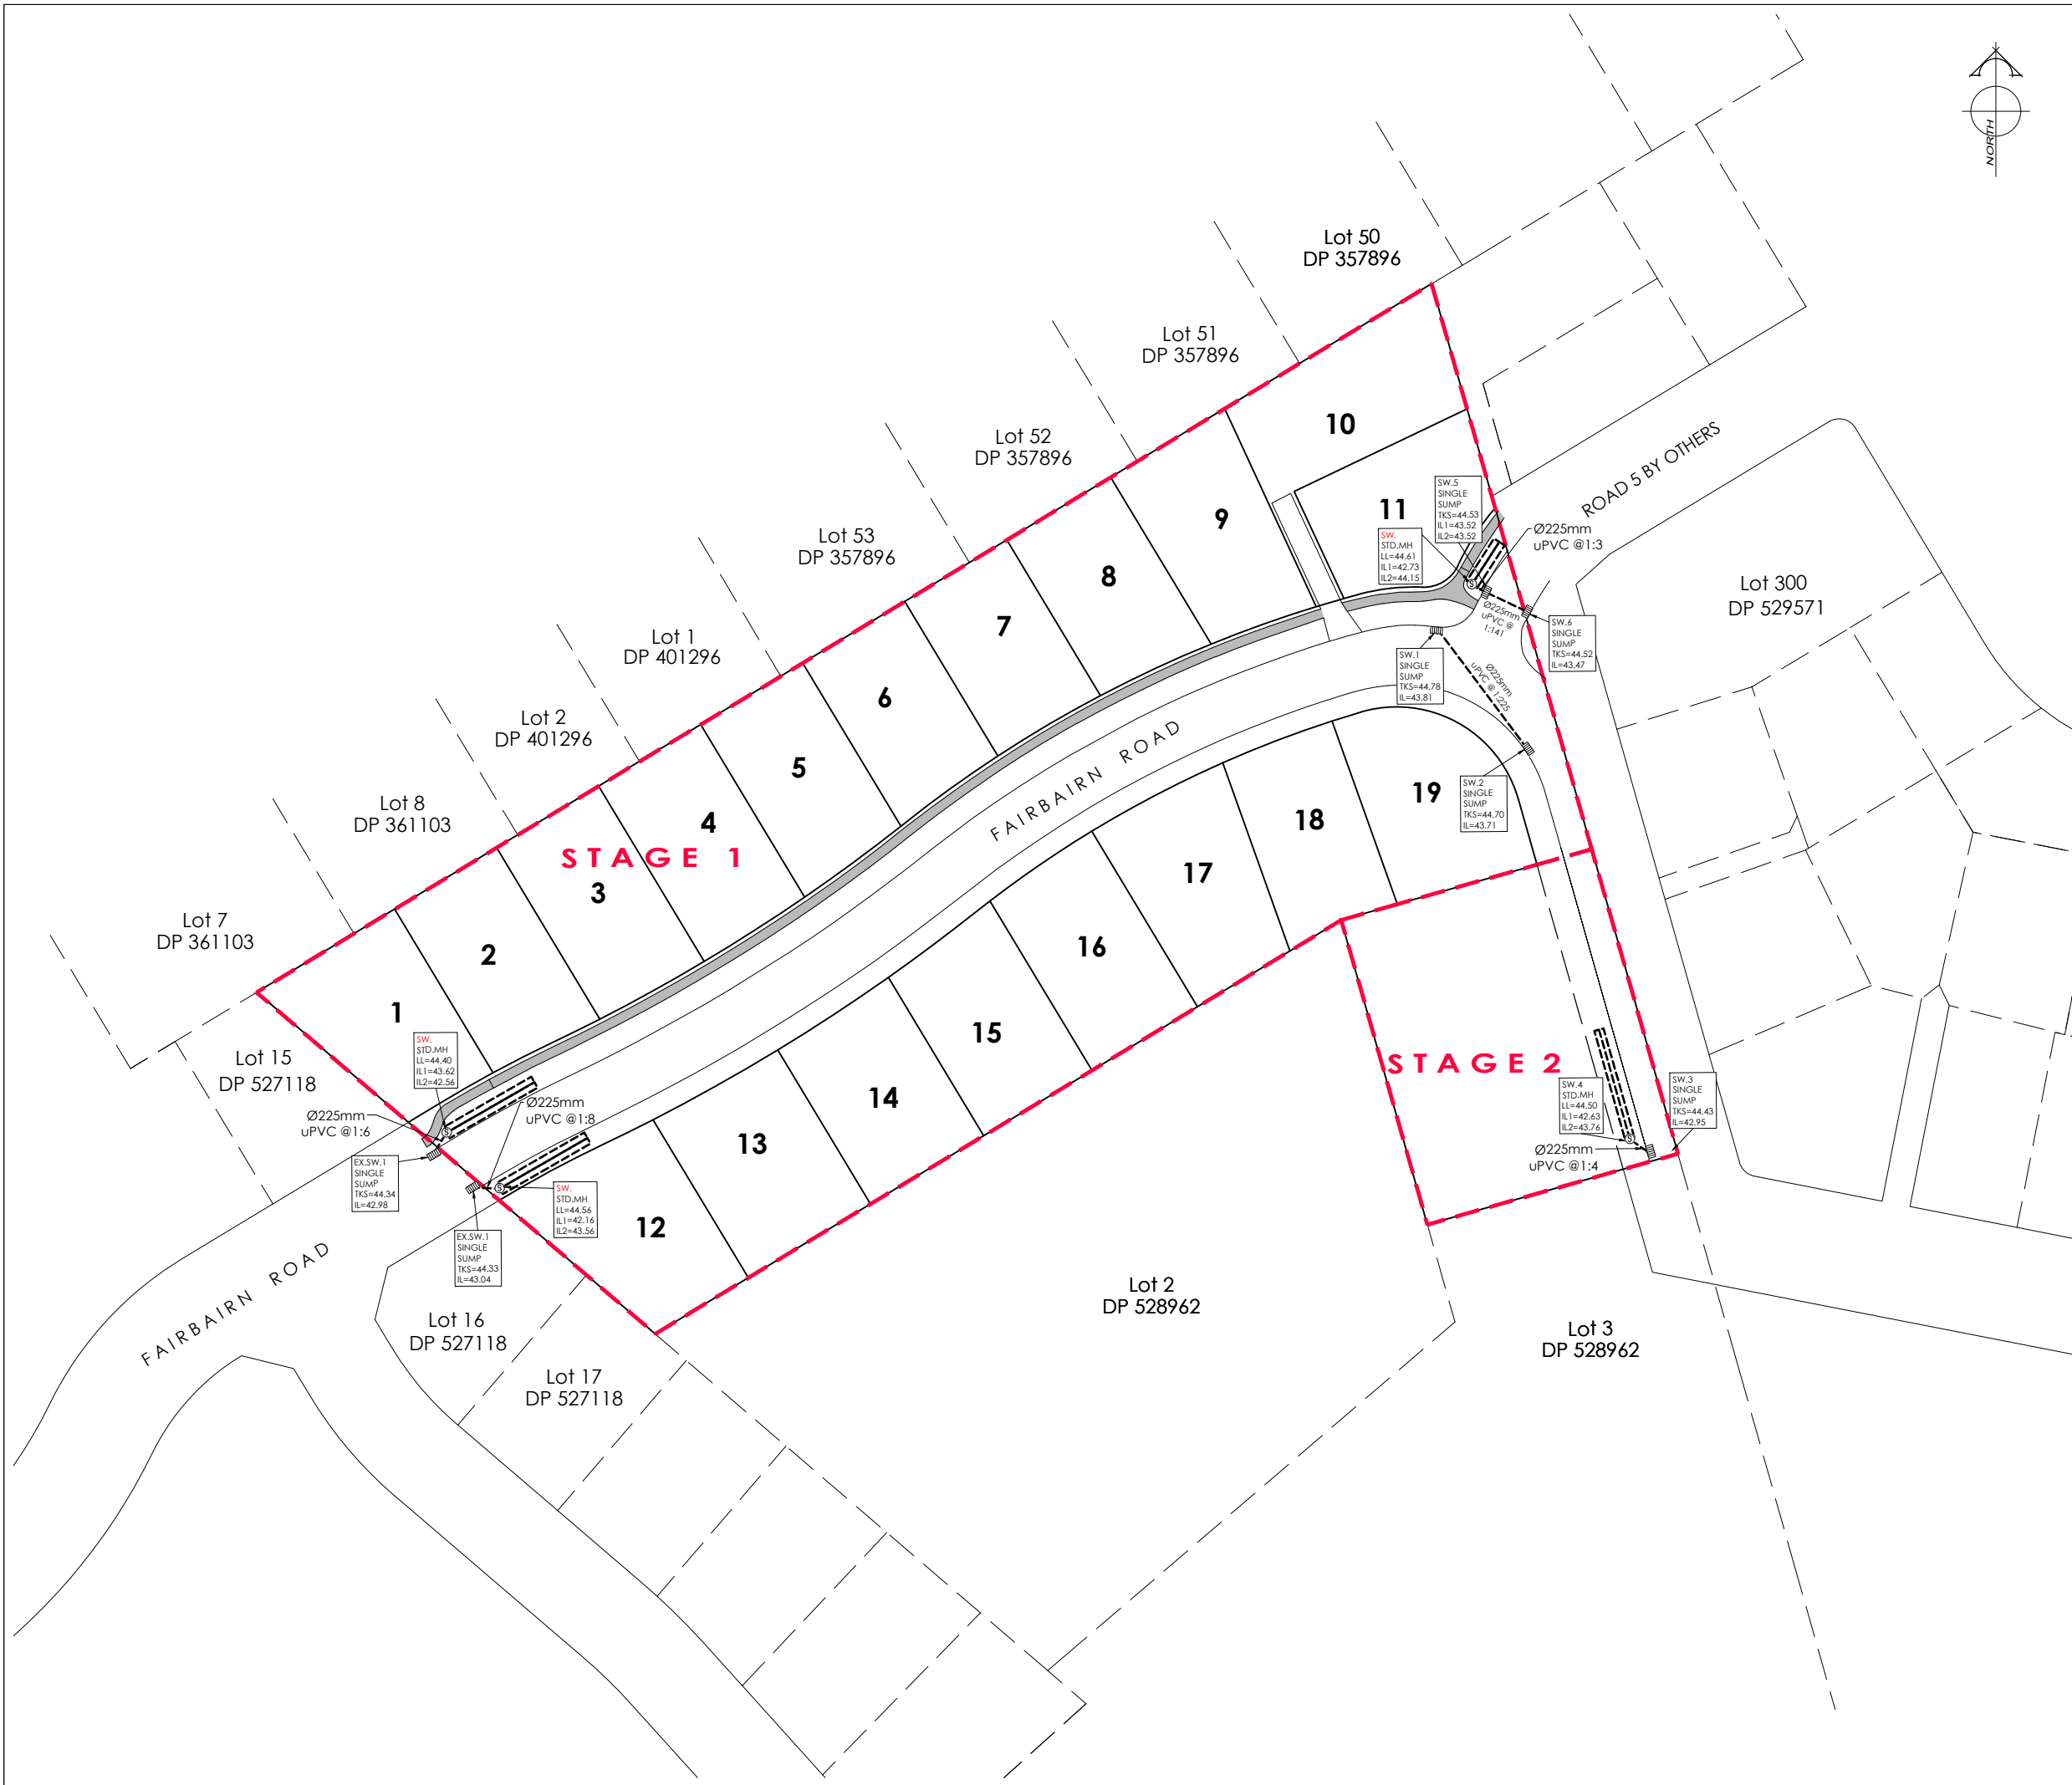 NORTH
Lot 50
DP 357896
Lot 51
DP 357896
Lot 52
DP 357896
Lot 53
DP 357896
Lot 1
DP 401296
Lot 2
DP 401296
Lot 8
DP 361103
Lot 7
DP 361103
Lot 15
DP 527118
10
11
9
8
7
6
5
4
STAGE 1
3
2
1
ROAD 5 BY OTHERS
SW.5
SINGLE
SUMP
TKS=44.53
IL1=43.52
IL2=43.52
SW.
STD.MH
LL=44.61
IL1=42.73
IL2=44.15
Ø225mm
uPVC @1:3
Ø225mm
uPVC @
1:141
Lot 300
DP 529571
SW.6
SINGLE
SUMP
TKS=44.52
IL=43.47
SW.1
SINGLE
SUMP
TKS=44.78
IL=43.81
Ø225mm
uPVC @ 1:225
FAIRBAIRN ROAD
SW.2
SINGLE
SUMP
TKS=44.70
IL=43.71
19
18
17
16
15
14
13
12
STAGE 2
SW.
STD.MH
LL=44.40
IL1=43.62
IL2=42.56
Ø225mm
uPVC @1:6
Ø225mm
uPVC @1:8
EX.SW.1
SINGLE
SUMP
TKS=44.34
IL=42.98
SW.
STD.MH
LL=44.56
IL1=42.16
IL2=43.56
EX.SW.1
SINGLE
SUMP
TKS=44.33
IL=43.04
SW.4
STD.MH
LL=44.50
IL1=42.63
IL2=43.76
SW.3
SINGLE
SUMP
TKS=44.43
IL=42.95
Ø225mm
uPVC @1:4
FAIRBAIRN ROAD
Lot 16
DP 527118
Lot 17
DP 527118
Lot 2
DP 528962
Lot 3
DP 528962